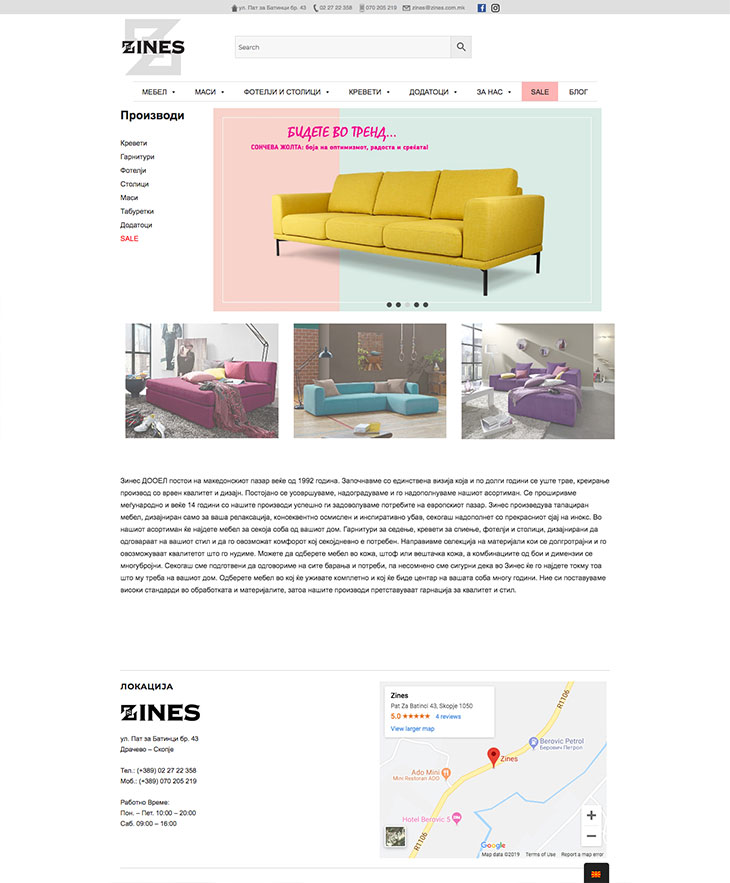 ул. Пат за Батинци бр. 43 02 27 22 358 070 205 219 zines@zines.com.mk
ZINES
Search
МЕБЕЛ МАСИ ФОТЕЛЈИ И СТОЛИЦИ КРЕВЕТИ ДОДАТОЦИ ЗА НАС SALE БЛОГ
Производи
Кревети
Гарнитури
Фотелји
Столици
Маси
Табуретки
Додатоци
SALE
БИДЕТЕ ВО ТРЕНД...
СОНЧЕВА ЖОЛТА: боја на оптимизмот, радоста и среќата!
Зинес ДООЕЛ постои на македонскиот пазар веќе од 1992 година. Започнавме со единствена визија која и по долги години се уште трае, креирање
производ со врвен квалитет и дизајн. Постојано се усовршуваме, надоградуваме и го надополнуваме нашиот асортиман. Се проширивме
меѓународно и веќе 14 години со нашите производи успешно ги задоволуваме потребите на европскиот пазар. Зинес произведува тапациран
мебел, дизајниран само за ваша релаксација, консеквентно осмислен и инспиративно убав, секогаш надополнет со прекрасниот сјај на инокс. Во
нашиот асортиман ќе најдете мебел за секоја соба од вашиот дом. Гарнитури за седење, кревети за спиење, фотелји и столици, дизајнирани да
одговараат на вашиот стил и да го овозможат комфорот кој секојдневно е потребен. Направивме селекција на материјали кои се долготрајни и го
овозможуваат квалитетот што го нудиме. Можете да одберете мебел во кожа, штоф или вештачка кожа, а комбинациите од бои и димензии се
многубројни. Секогаш сме подготвени да одговориме на сите барања и потреби, па несомнено сме сигурни дека во Зинес ќе го најдете токму тоа
што му треба на вашиот дом. Одберете мебел во кој ќе уживате комплетно и кој ќе биде центар на вашата соба многу години. Ние си поставуваме
високи стандарди во обработката и материјалите, затоа нашите производи претставуваат гарнација за квалитет и стил.
ЛОКАЦИЈА
ZINES
ул. Пат за Батинци бр. 43
Драчево – Скопје
Тел.: (+389) 02 27 22 358
Моб.: (+389) 070 205 219
Работно Време:
Пон. – Пет. 10:00 – 20:00
Саб. 09:00 – 16:00
Zines
Pat Za Batinci 43, Skopje 1050
5.0 ★★★★★ 4 reviews
View larger map
R1106
Berovic Petrol
Беровиќ Петрол
Zines
Ado Mini
Mini Restoran ADO
Hotel Berovic 5
R1106
Google
Map data ©2019 Terms of Use Report a map error